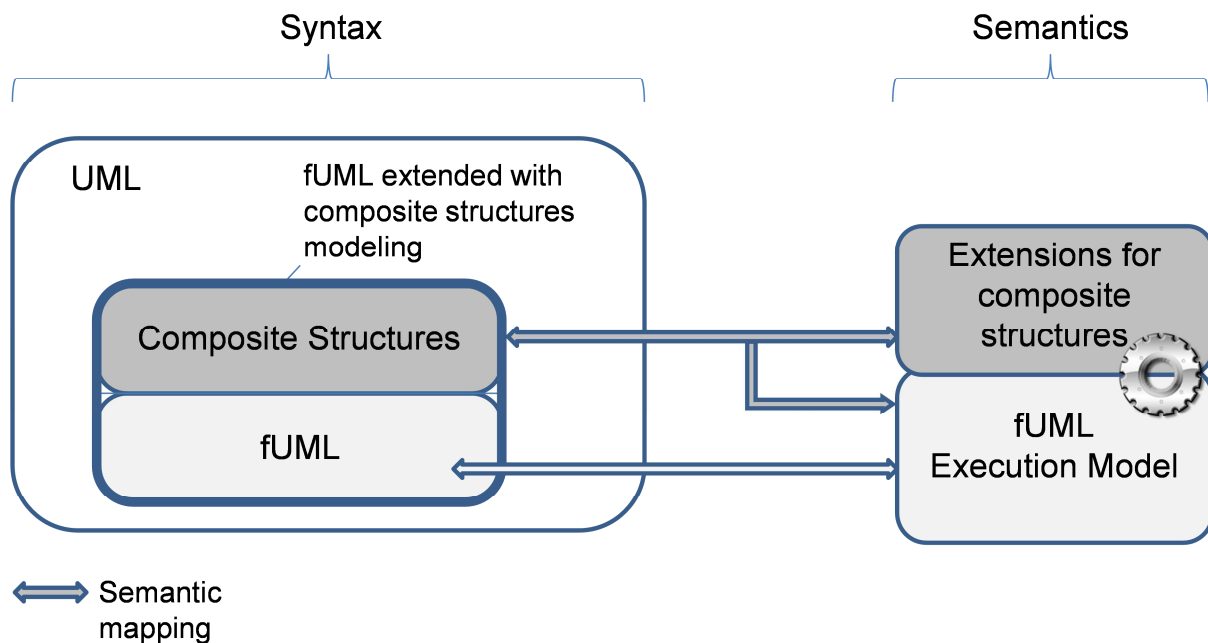 Syntax
Semantics
UML
fUML extended with
composite structures
modeling
Composite Structures
fUML
Extensions for
composite
structures
fUML
Execution Model
Semantic
mapping